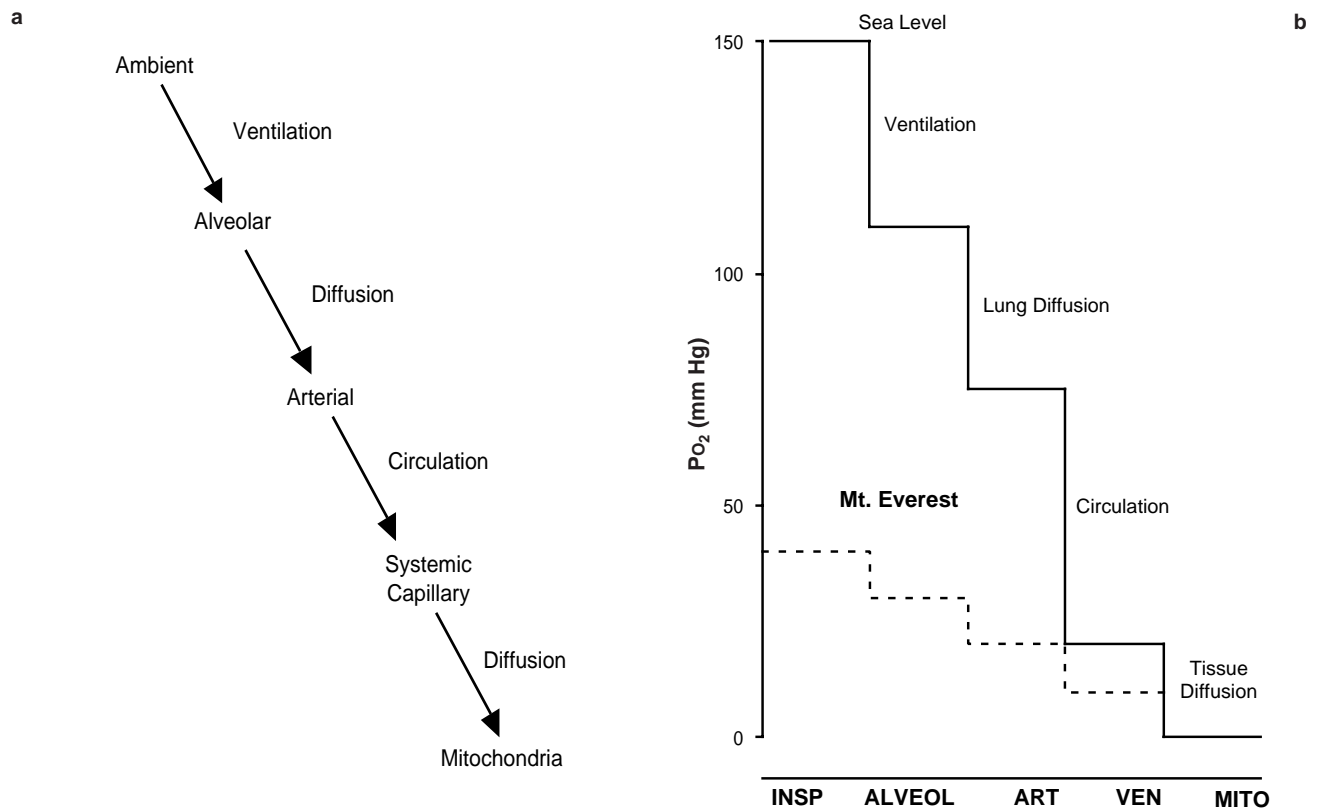 a
Ambient
Ventilation
Alveolar
Diffusion
Arterial
Circulation
Systemic
Capillary
Diffusion
Mitochondria
b
Sea Level
150
Ventilation
100
Lung Diffusion
Po₂ (mm Hg)
Mt. Everest
50
Circulation
Tissue
Diffusion
0
INSP ALVEOL ART VEN MITO